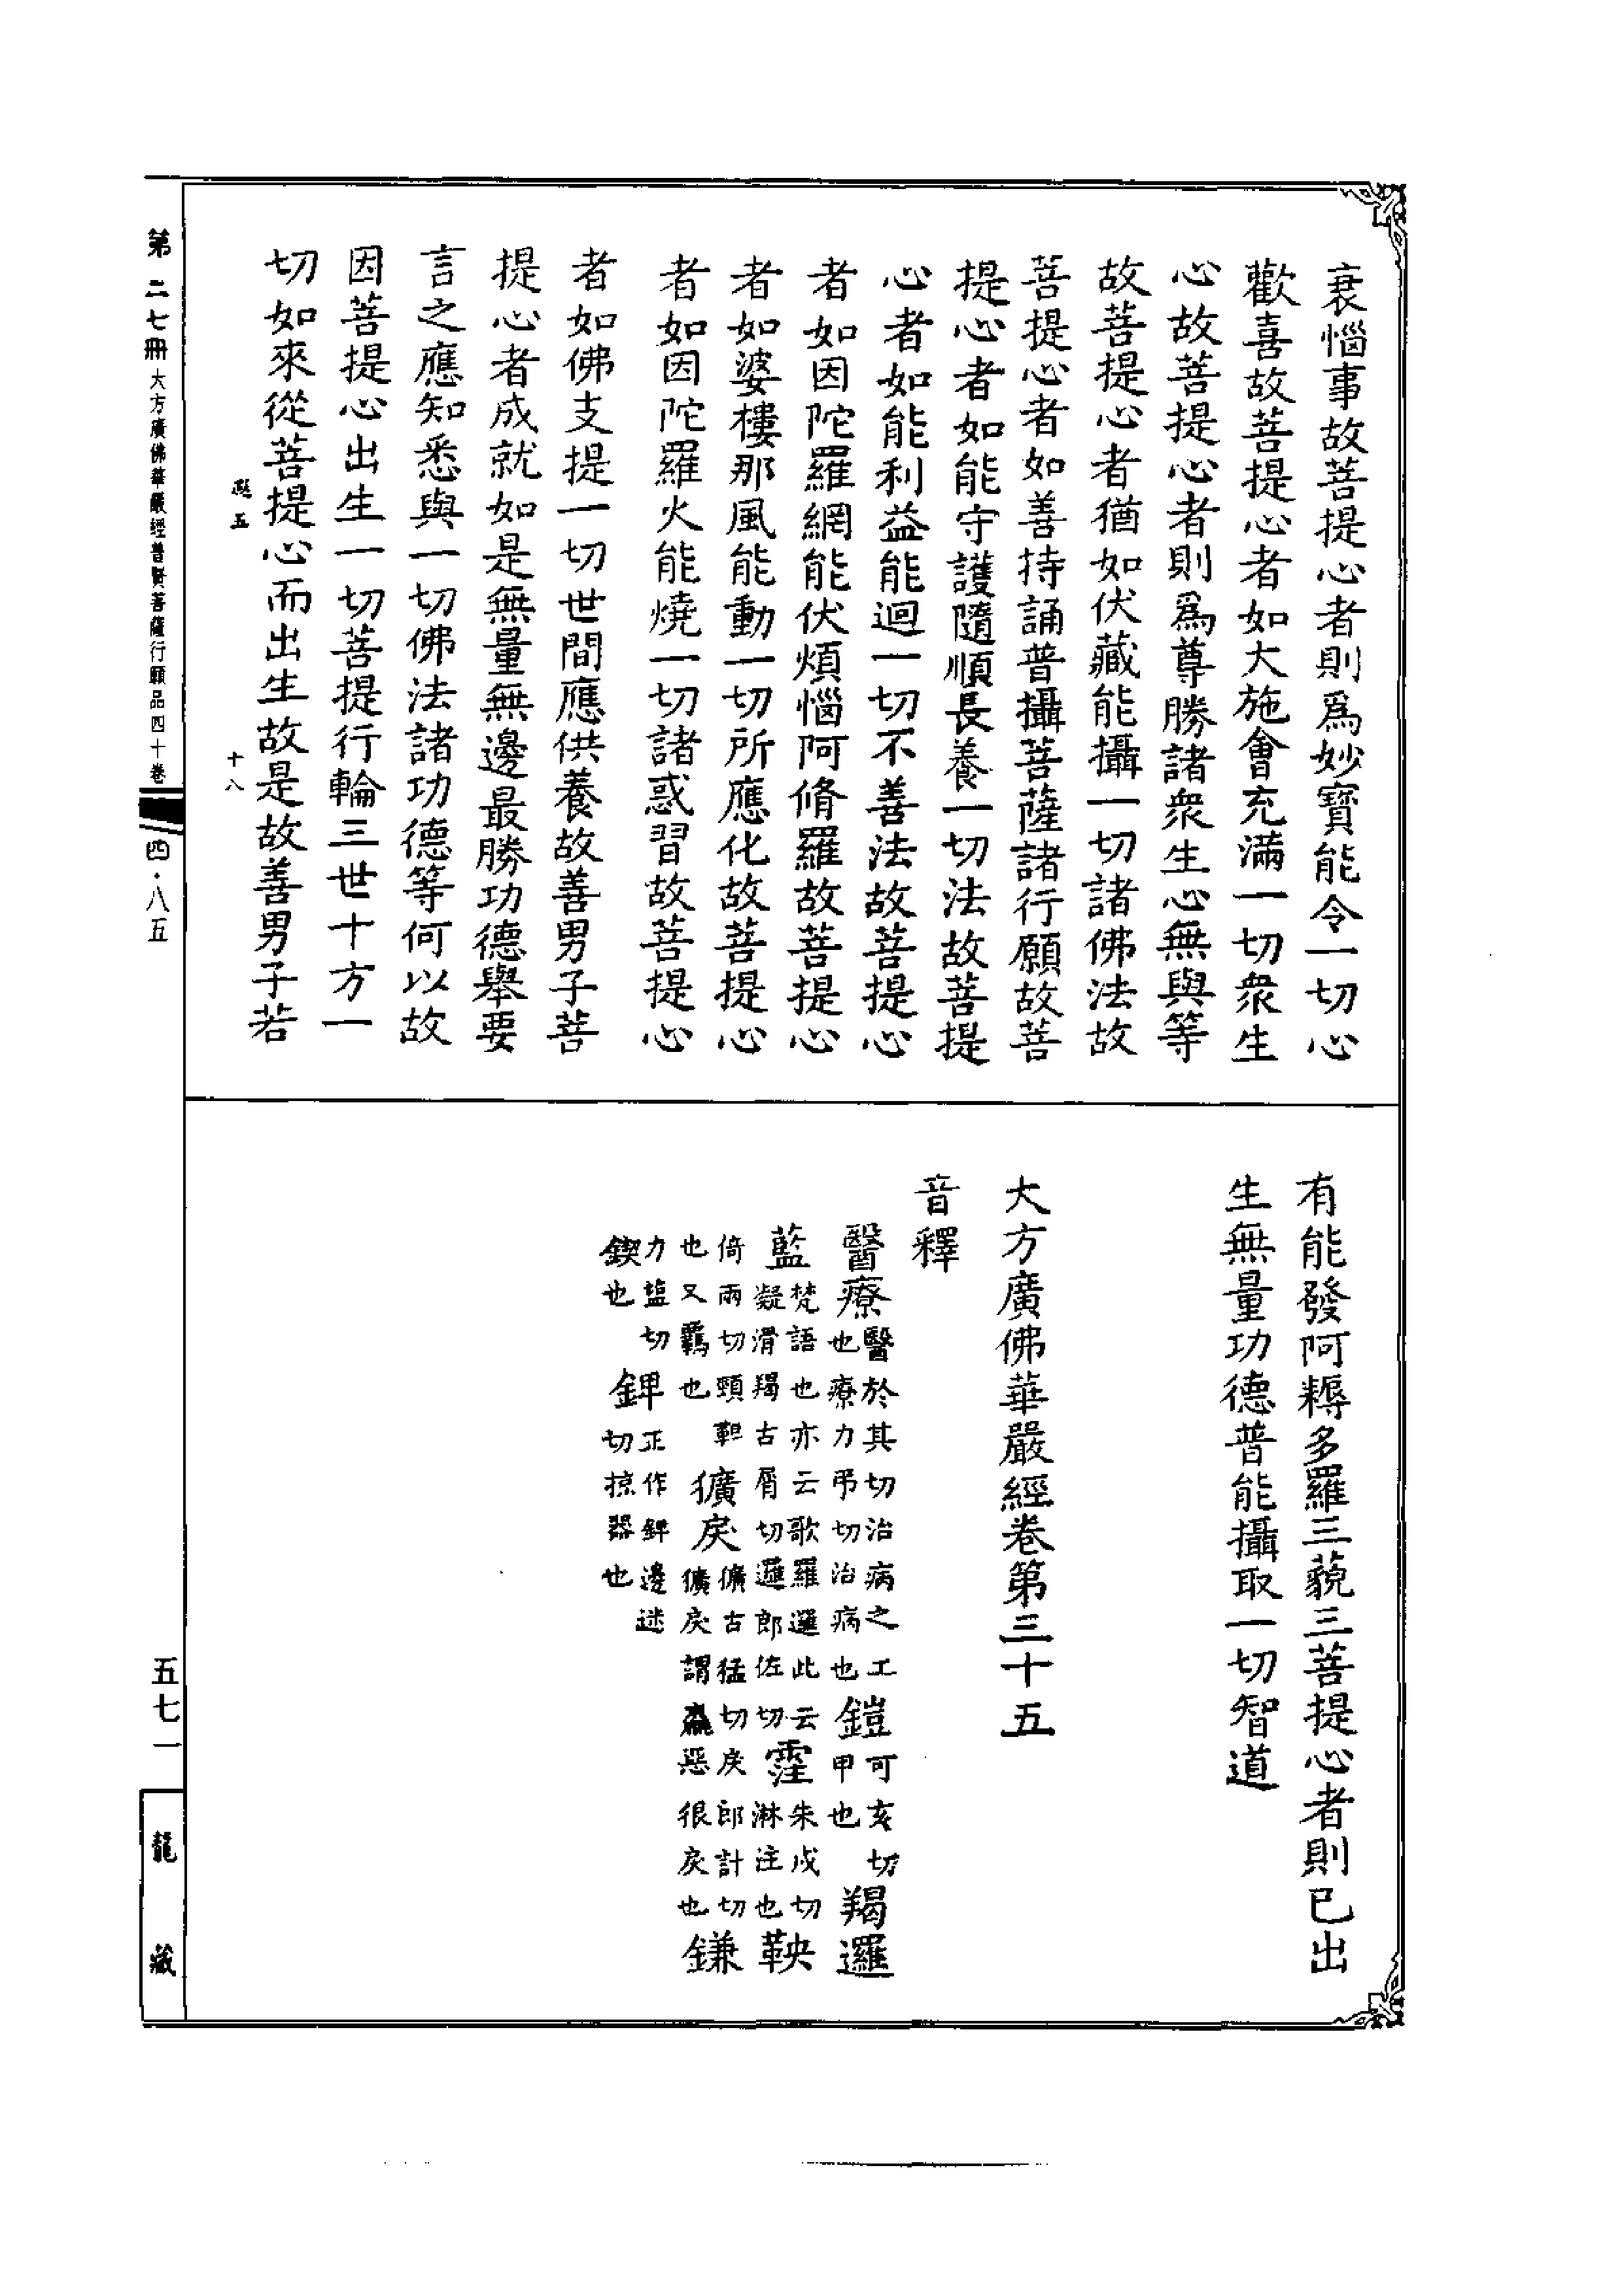 衰惱事故菩提心者則爲妙寶能令一切心
歡喜故菩提心者如大施會充滿一切衆生
心故菩提心者則爲尊勝諸衆生心無與等
故菩提心者猶如伏藏能攝一切諸佛法故
菩提心者如善持誦普攝菩薩諸行願故菩
提心者如能守護隨順長養一切法故菩提
心者如能利益能迴一切不善法故菩提心
者如因陀羅網能伏煩惱阿脩羅故菩提心
者如婆樓那風能動一切所應化故菩提心
者如因陀羅火能燒一切諸惑習故菩提心
者如佛支提一切世間應供養故善男子菩
提心者成就如是無量無邊最勝功德舉要
言之應知悉與一切佛法諸功德等何以故
因菩提心出生一切菩提行輪三世十方一
切如來從菩提心而出生故是故善男子若
五
十八
有能發阿耨多羅三藐三菩提心者則已出
生無量功德普能攝取一切智道
大方廣佛華嚴經卷第三十五
音釋
醫療醫於其切治病之工也療力弔切治病也鎧可亥切甲也羯邏
藍梵語也亦云歌羅邏此云凝滑羯古屑切邏郎佐切霔朱戍切淋注也鞅
倚兩切頸靼也又羈也獷戾獷古猛切戾郎計切獷戾謂麤惡很戾也鎌
力鹽切鍥也鉀正作錍邊迷切掠器也
第二七冊 大方廣佛華嚴經普賢菩薩行願品四十卷 四·八五
五七一
龍藏